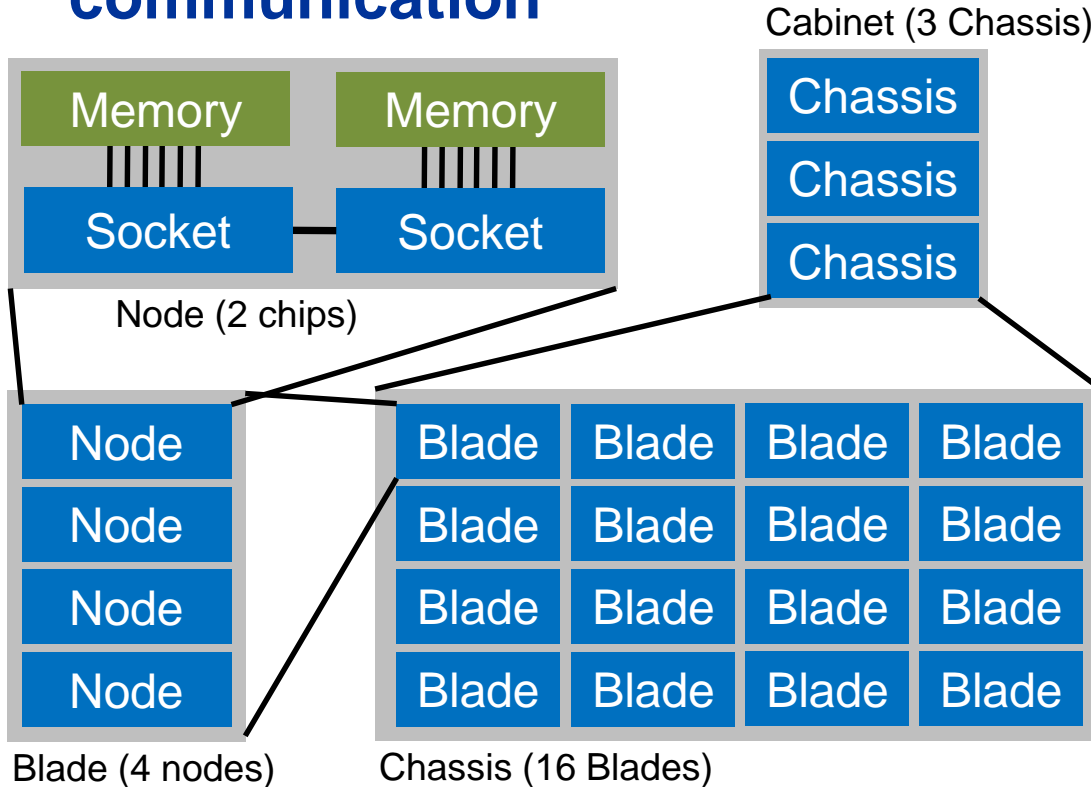 communication
Cabinet (3 Chassis)
Memory Memory
Socket Socket
Node (2 chips)
Chassis
Chassis
Chassis
Node
Node
Node
Node
Blade (4 nodes)
Blade Blade Blade Blade
Blade Blade Blade Blade
Blade Blade Blade Blade
Blade Blade Blade Blade
Chassis (16 Blades)